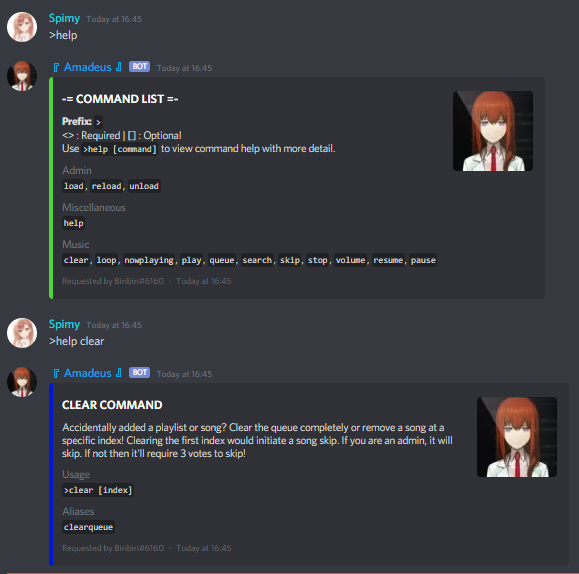 Spimy Today at 16:45
>help
『 Amadeus 』 BOT Today at 16:45
-= COMMAND LIST =-
Prefix: >
<> : Required | [] : Optional
Use >help [command] to view command help with more detail.
Admin
load, reload, unload
Miscellaneous
help
Music
clear, loop, nowplaying, play, queue, search, skip, stop, volume, resume, pause
Requested by Biribiri#6160 • Today at 16:45
Spimy Today at 16:45
>help clear
『 Amadeus 』 BOT Today at 16:45
CLEAR COMMAND
Accidentally added a playlist or song? Clear the queue completely or remove a song at a
specific index! Clearing the first index would initiate a song skip. If you are an admin, it will
skip. If not then it'll require 3 votes to skip!
Usage
>clear [index]
Aliases
clearqueue
Requested by Biribiri#6160 • Today at 16:45